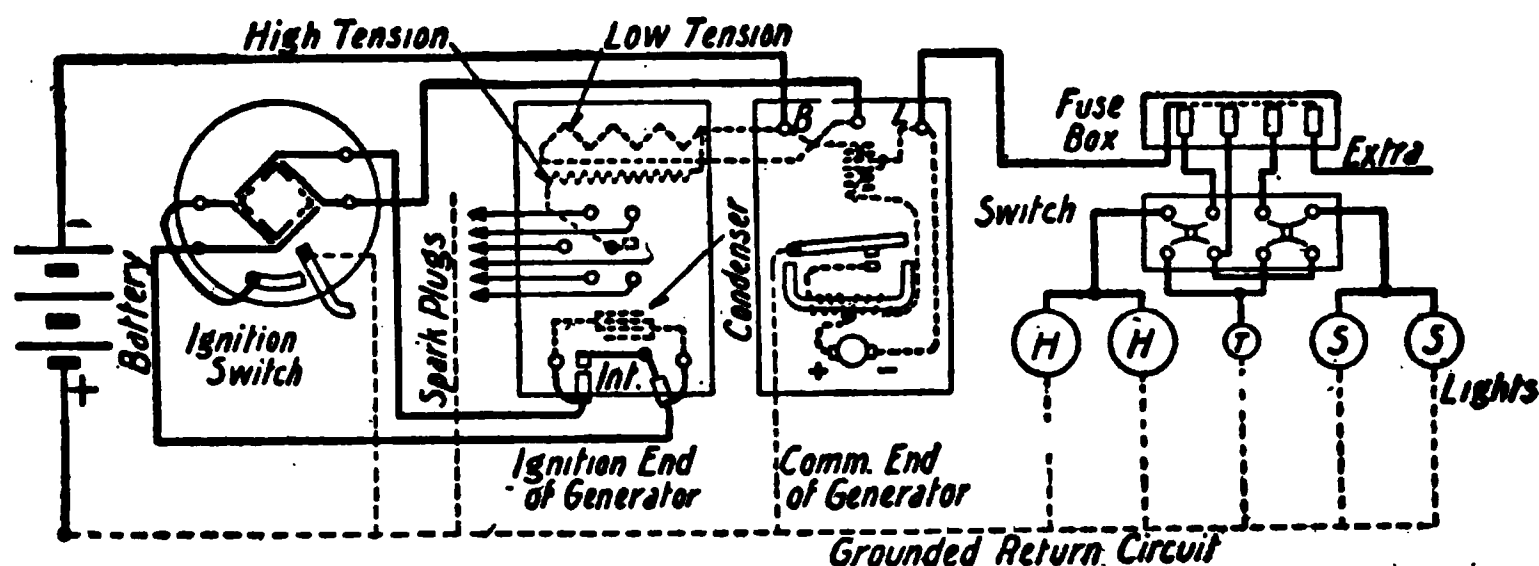 High Tension
Low Tension
B
L
Fuse
Box
Extra
Switch
Battery
Ignition
Switch
Spark Plugs
Condenser
Int.
H
H
T
S
S
Lights
Ignition End
of Generator
Comm. End
of Generator
Grounded Return Circuit